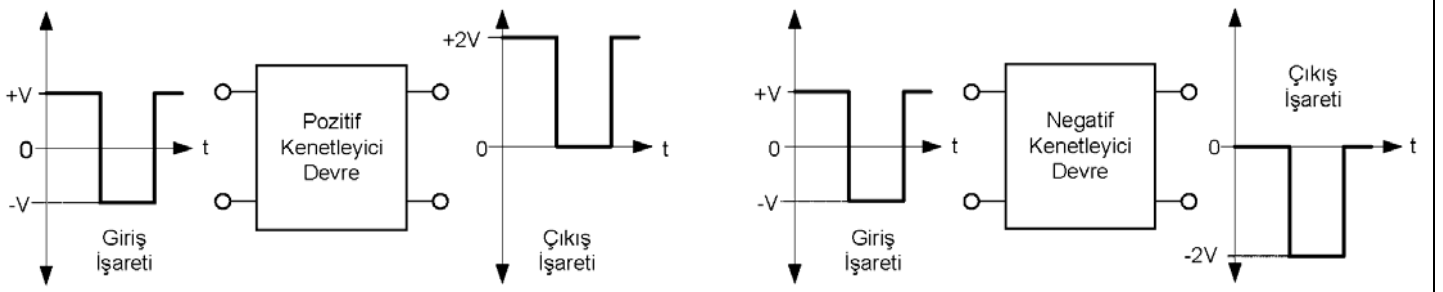 +V
0
-V
t
Giriş
İşareti
Pozitif
Kenetleyici
Devre
+2V
0
t
Çıkış
İşareti
+V
0
-V
t
Giriş
İşareti
Negatif
Kenetleyici
Devre
Çıkış
İşareti
0
t
-2V